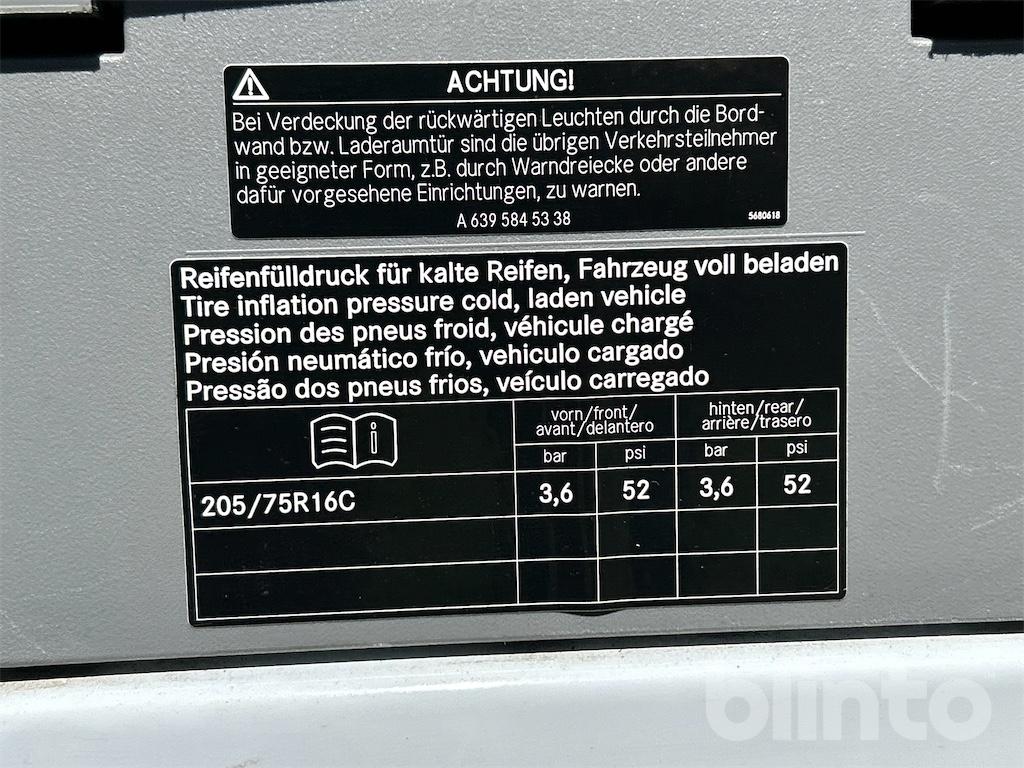 ACHTUNG!
Bei Verdeckung der rückwärtigen Leuchten durch die Bord-
wand bzw. Laderaumtür sind die übrigen Verkehrsteilnehmer
in geeigneter Form, z.B. durch Warndreiecke oder andere
dafür vorgesehene Einrichtungen, zu warnen.
A 639 584 53 38
5680618
Reifenfülldruck für kalte Reifen, Fahrzeug voll beladen
Tire inflation pressure cold, laden vehicle
Pression des pneus froid, véhicule chargé
Presión neumático frío, vehiculo cargado
Pressão dos pneus frios, veículo carregado
vorn/front/
avant/delantero
hinten/rear/
arrière/trasero
bar psi bar psi
205/75R16C 3,6 52 3,6 52
blinto